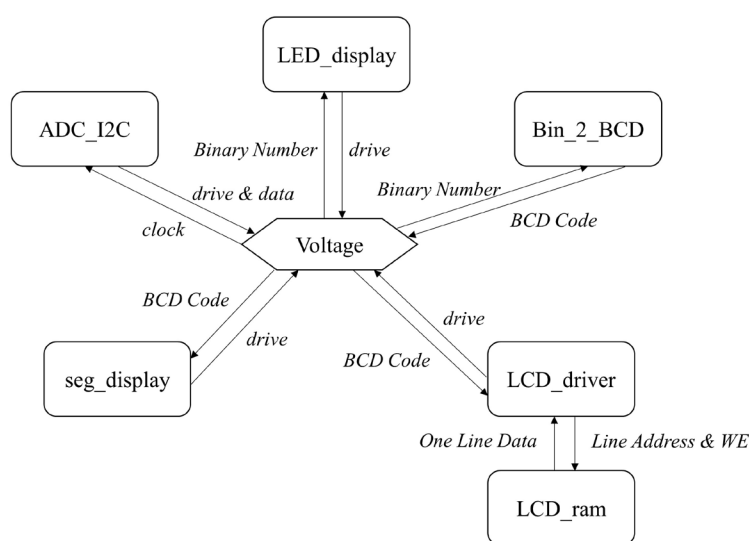 LED_display
ADC_I2C
Bin_2_BCD
Binary Number
drive
drive & data
Binary Number
clock
BCD Code
Voltage
BCD Code
drive
drive
BCD Code
seg_display
LCD_driver
One Line Data
Line Address & WE
LCD_ram